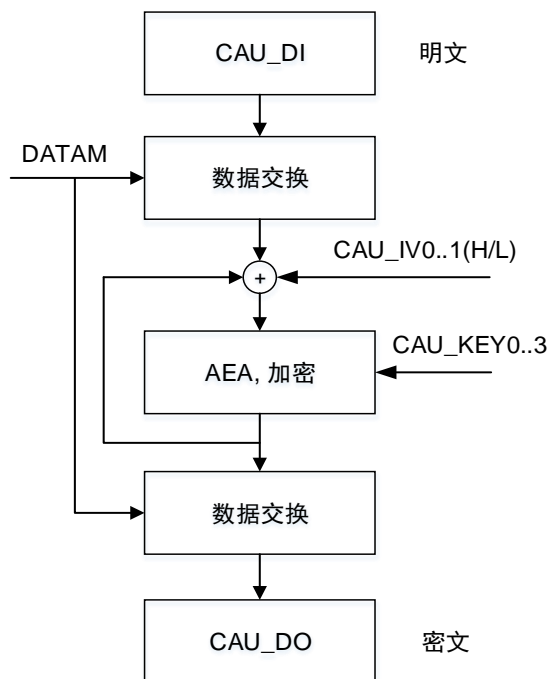 CAU_DI
明文
DATAM
数据交换
CAU_IV0..1(H/L)
+
CAU_KEY0..3
AEA, 加密
数据交换
CAU_DO
密文